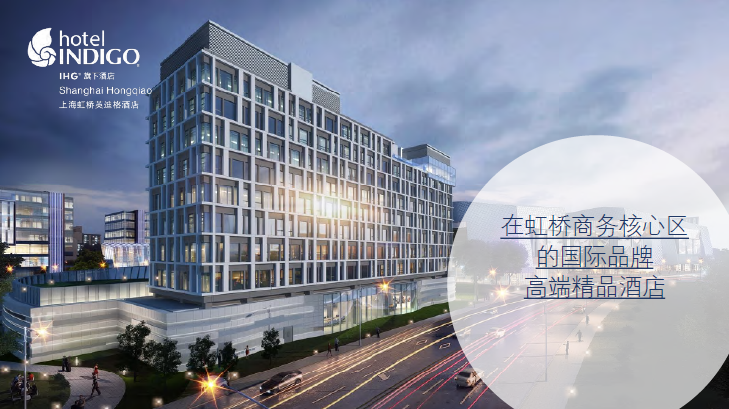 hotel
INDIGO
IHG® 旗下酒店
Shanghai Hongqiao
上海虹桥英迪格酒店
在虹桥商务核心区
的国际品牌
高端精品酒店